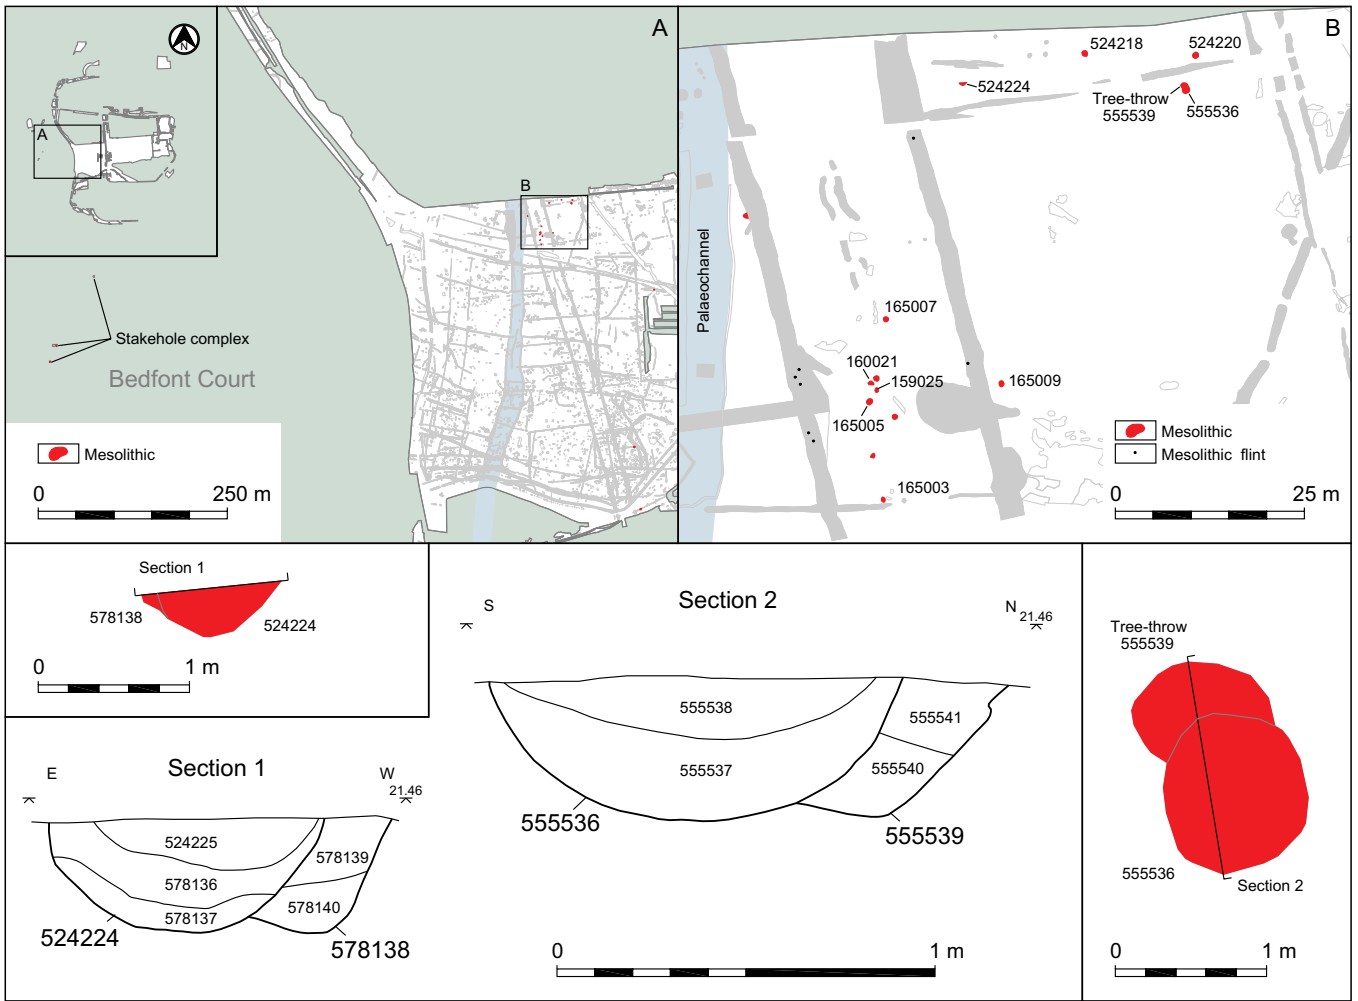 N
A
A
B
Stakehole complex
Bedfont Court
Mesolithic
0 250 m
B
524218
524220
524224
Tree-throw
555539
555536
Palaeochannel
165007
160021
159025
165009
165005
165003
Mesolithic
Mesolithic flint
0 25 m
Section 1
578138
524224
0 1 m
Section 1
E
W
21.46
524225
578139
578136
578137
578140
524224
578138
Section 2
S
N
21.46
555538
555541
555537
555540
555536
555539
0 1 m
Tree-throw
555539
555536
Section 2
0 1 m